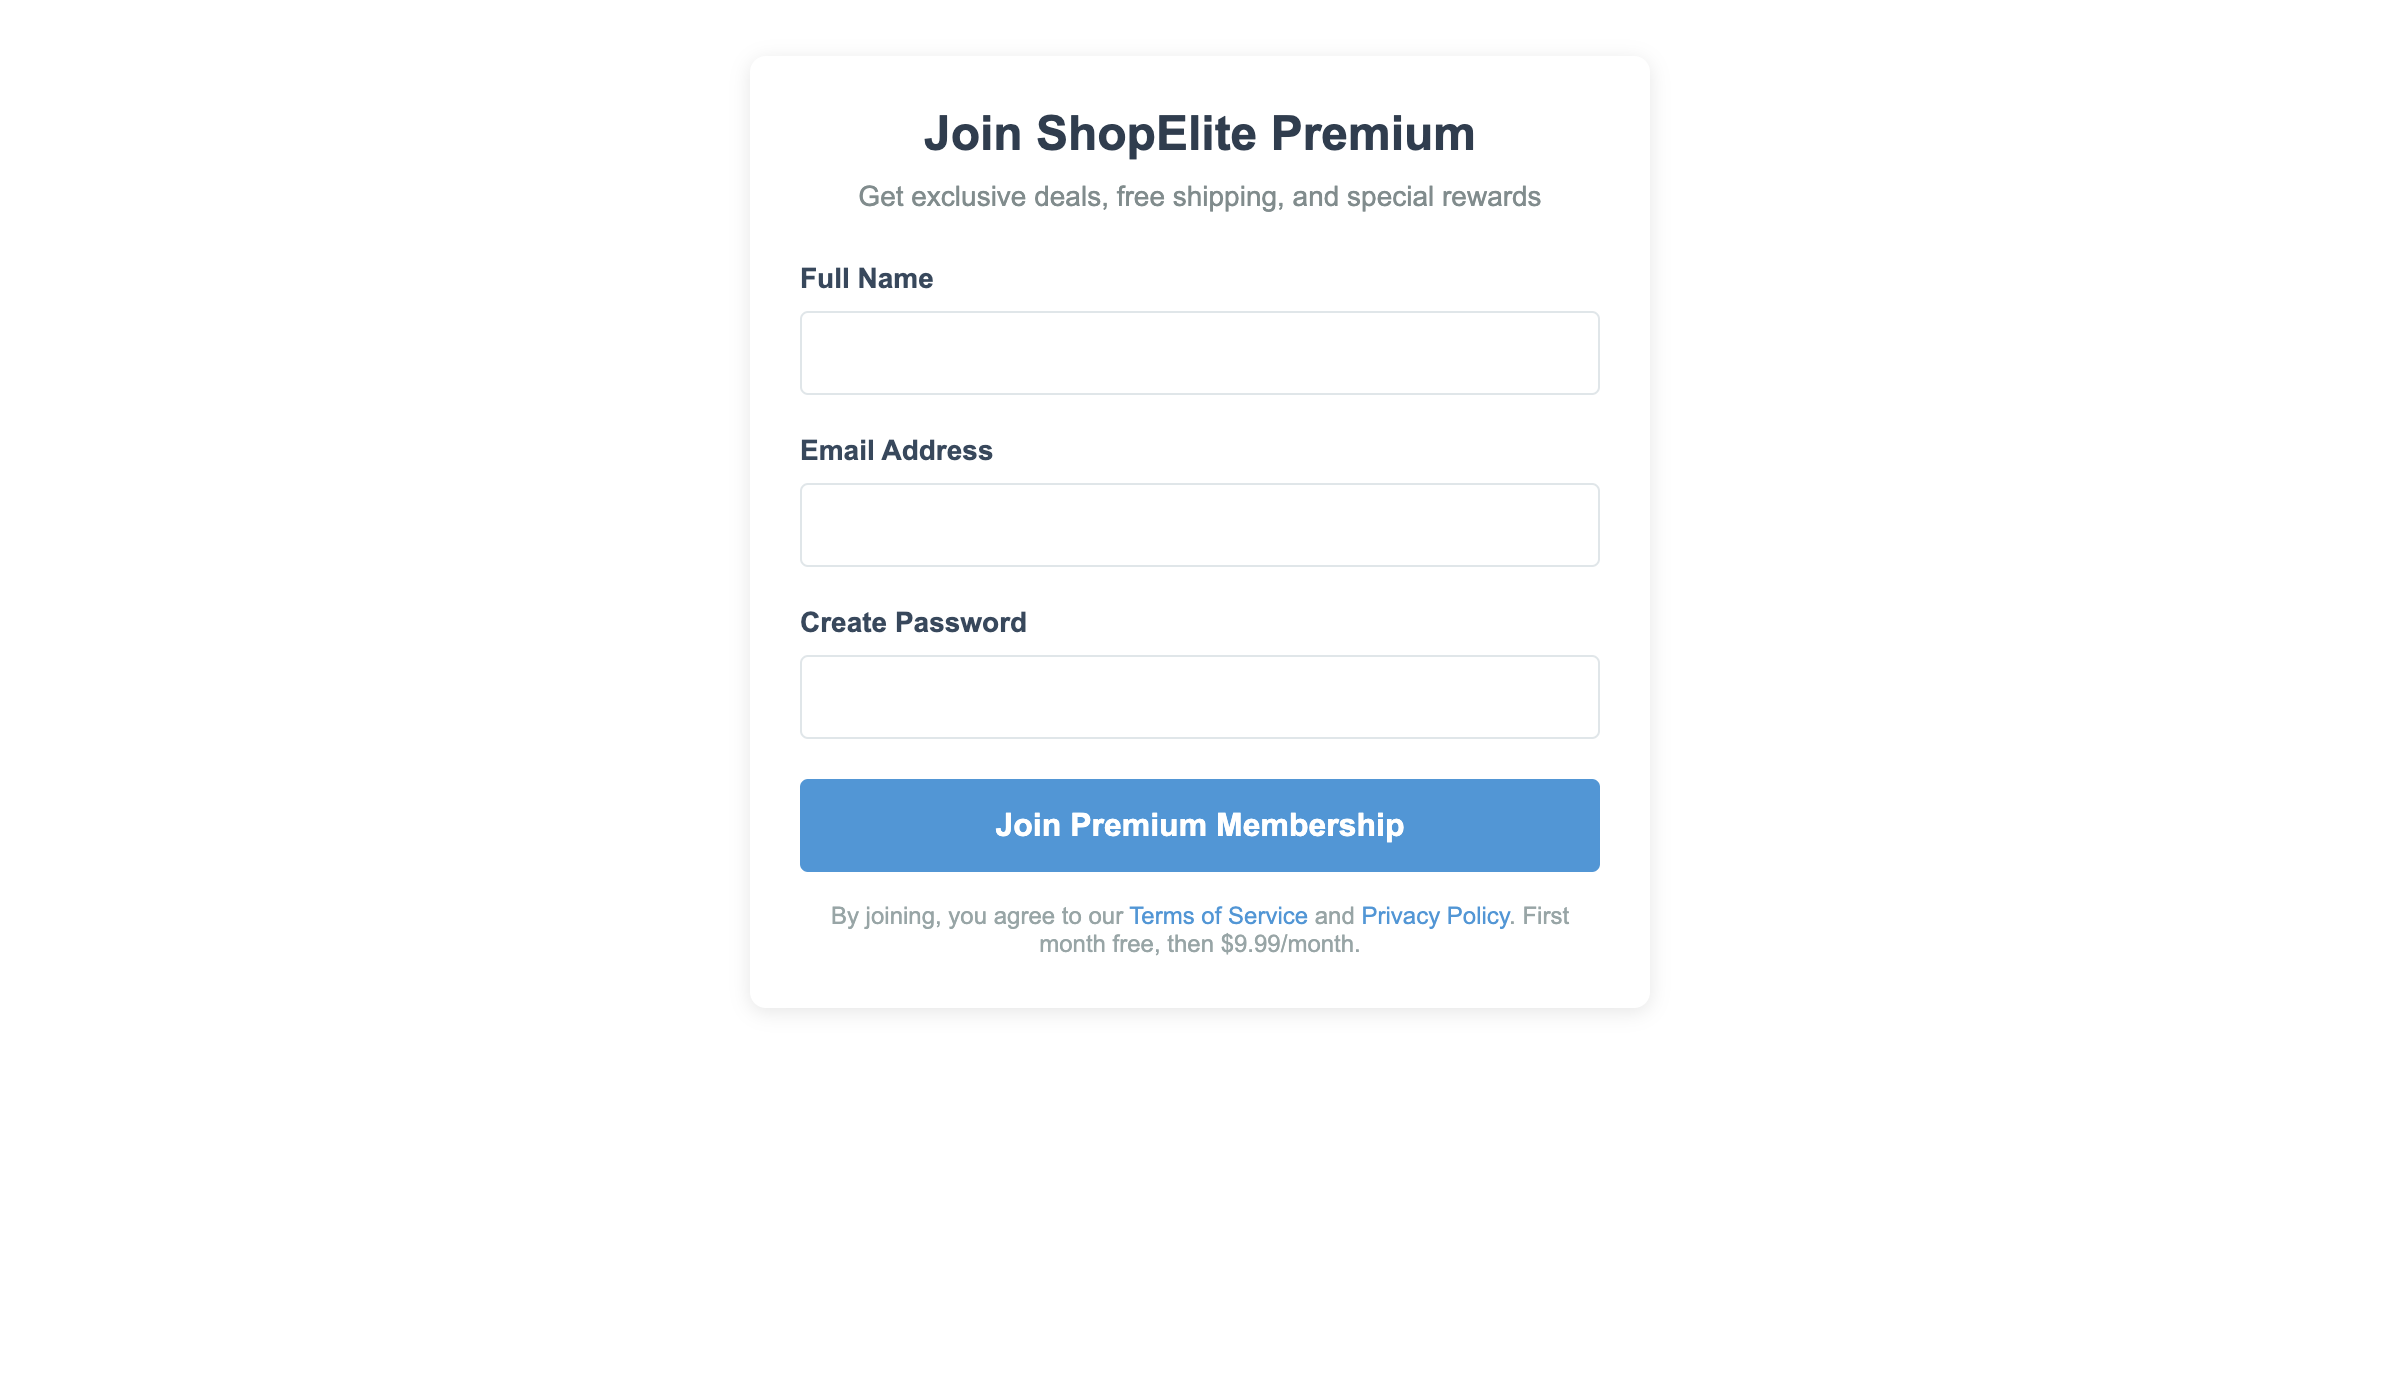 Join ShopElite Premium
Get exclusive deals, free shipping, and special rewards
Full Name
Email Address
Create Password
Join Premium Membership
By joining, you agree to our Terms of Service and Privacy Policy. First
month free, then $9.99/month.